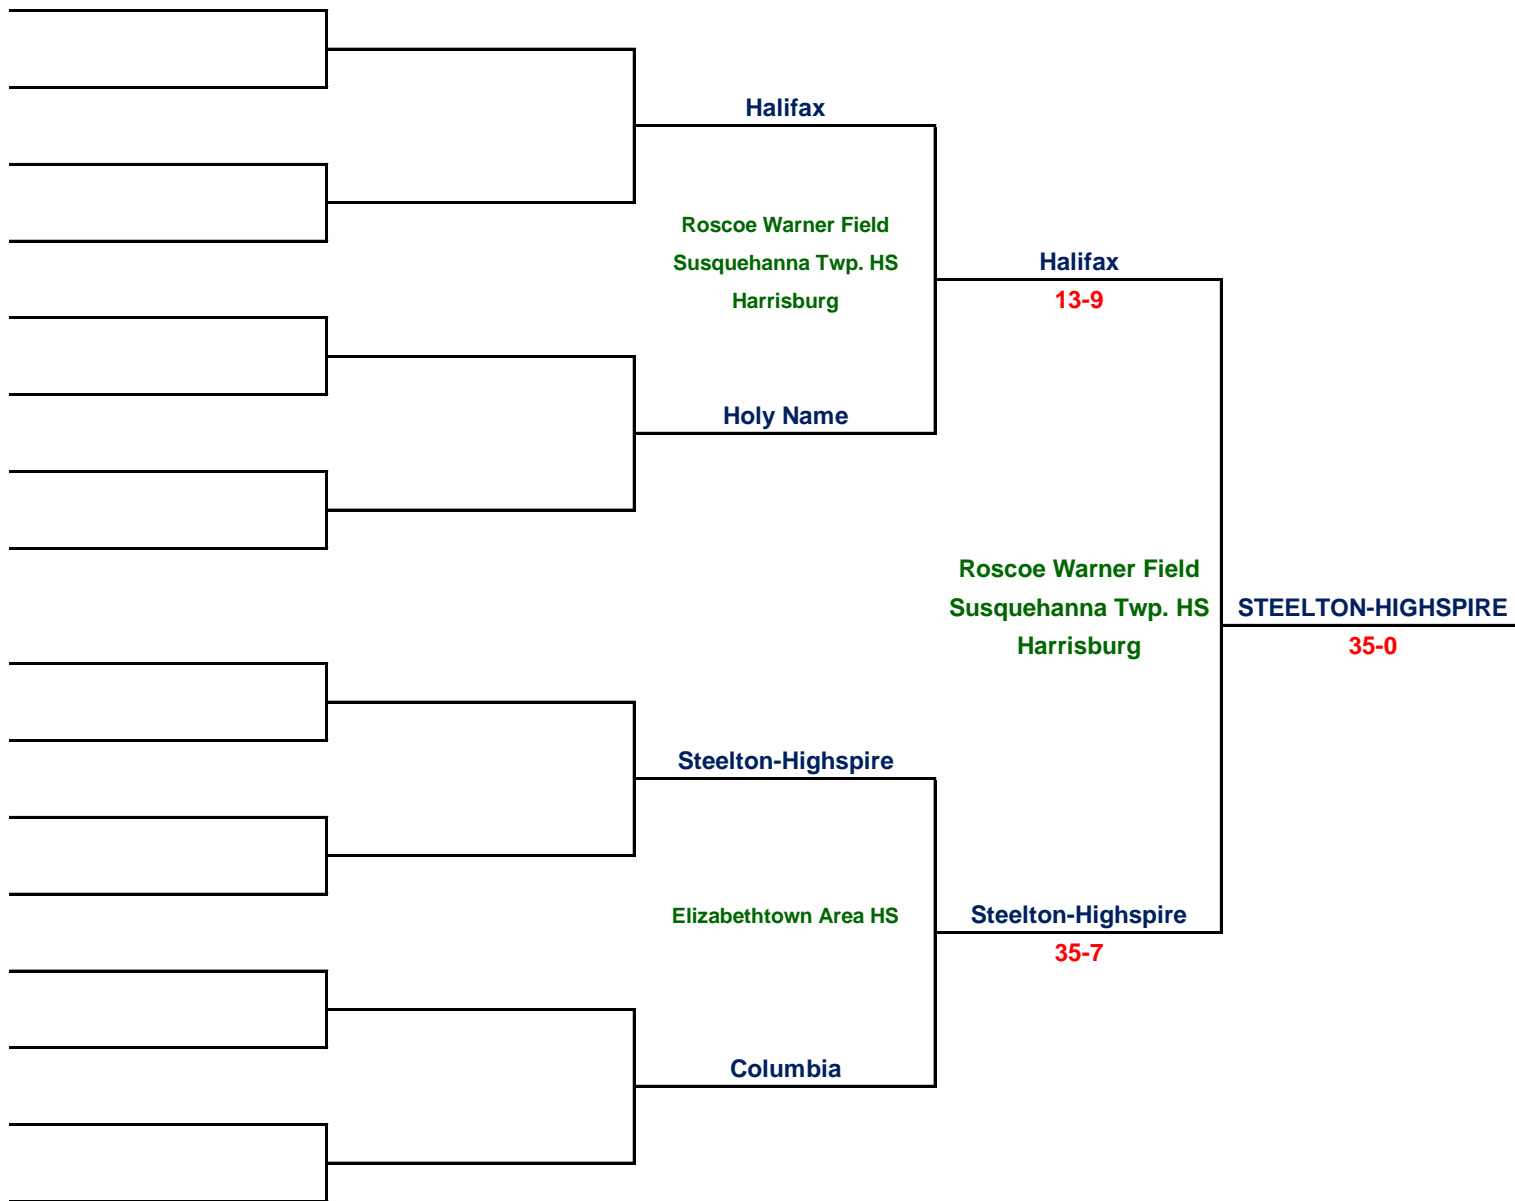 Halifax
Roscoe Warner Field
Susquehanna Twp. HS
Harrisburg
Halifax
13-9
Holy Name
Roscoe Warner Field
Susquehanna Twp. HS
Harrisburg
STEELTON-HIGHSPIRE
35-0
Steelton-Highspire
Elizabethtown Area HS
Steelton-Highspire
35-7
Columbia